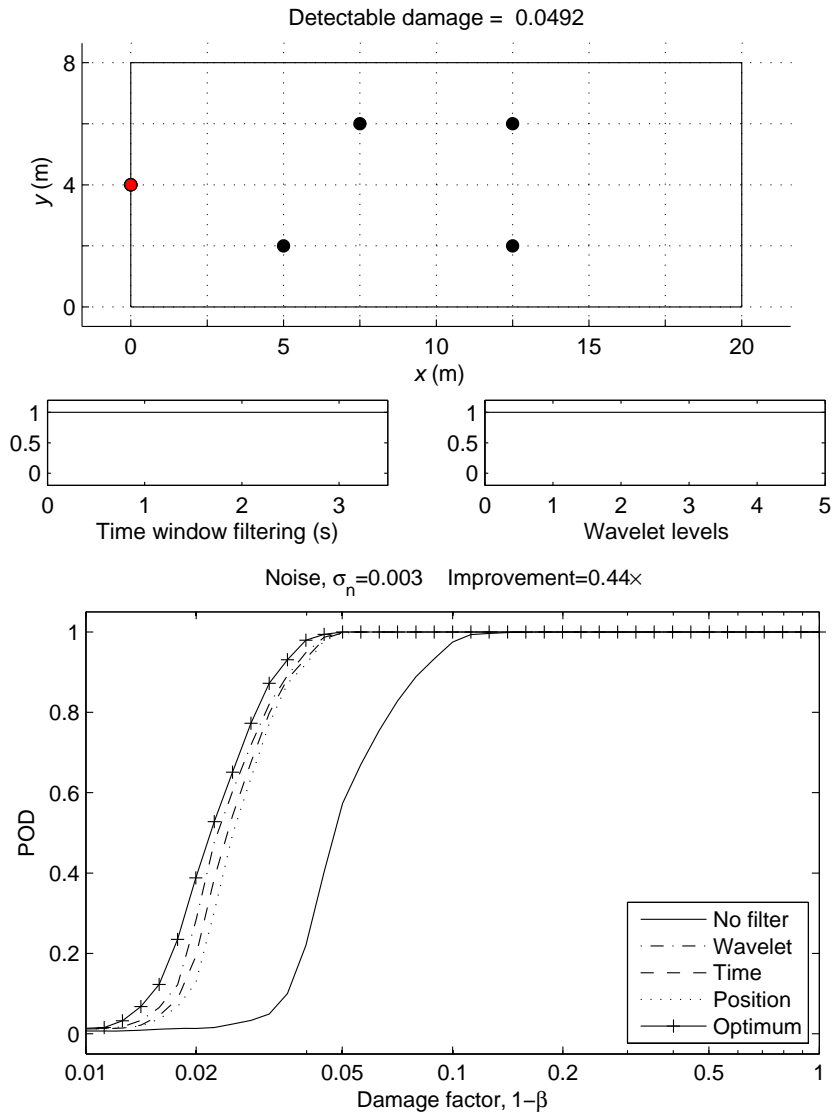 Detectable damage =  0.0492
8
4
0
y (m)
0 5 10 15 20
x (m)
1
0.5
0
0 1 2 3
Time window filtering (s)
1
0.5
0
0 1 2 3 4 5
Wavelet levels
Noise, σn=0.003    Improvement=0.44×
1
0.8
0.6
0.4
0.2
0
POD
No filter
Wavelet
Time
Position
Optimum
0.01 0.02 0.05 0.1 0.2 0.5 1
Damage factor, 1−β